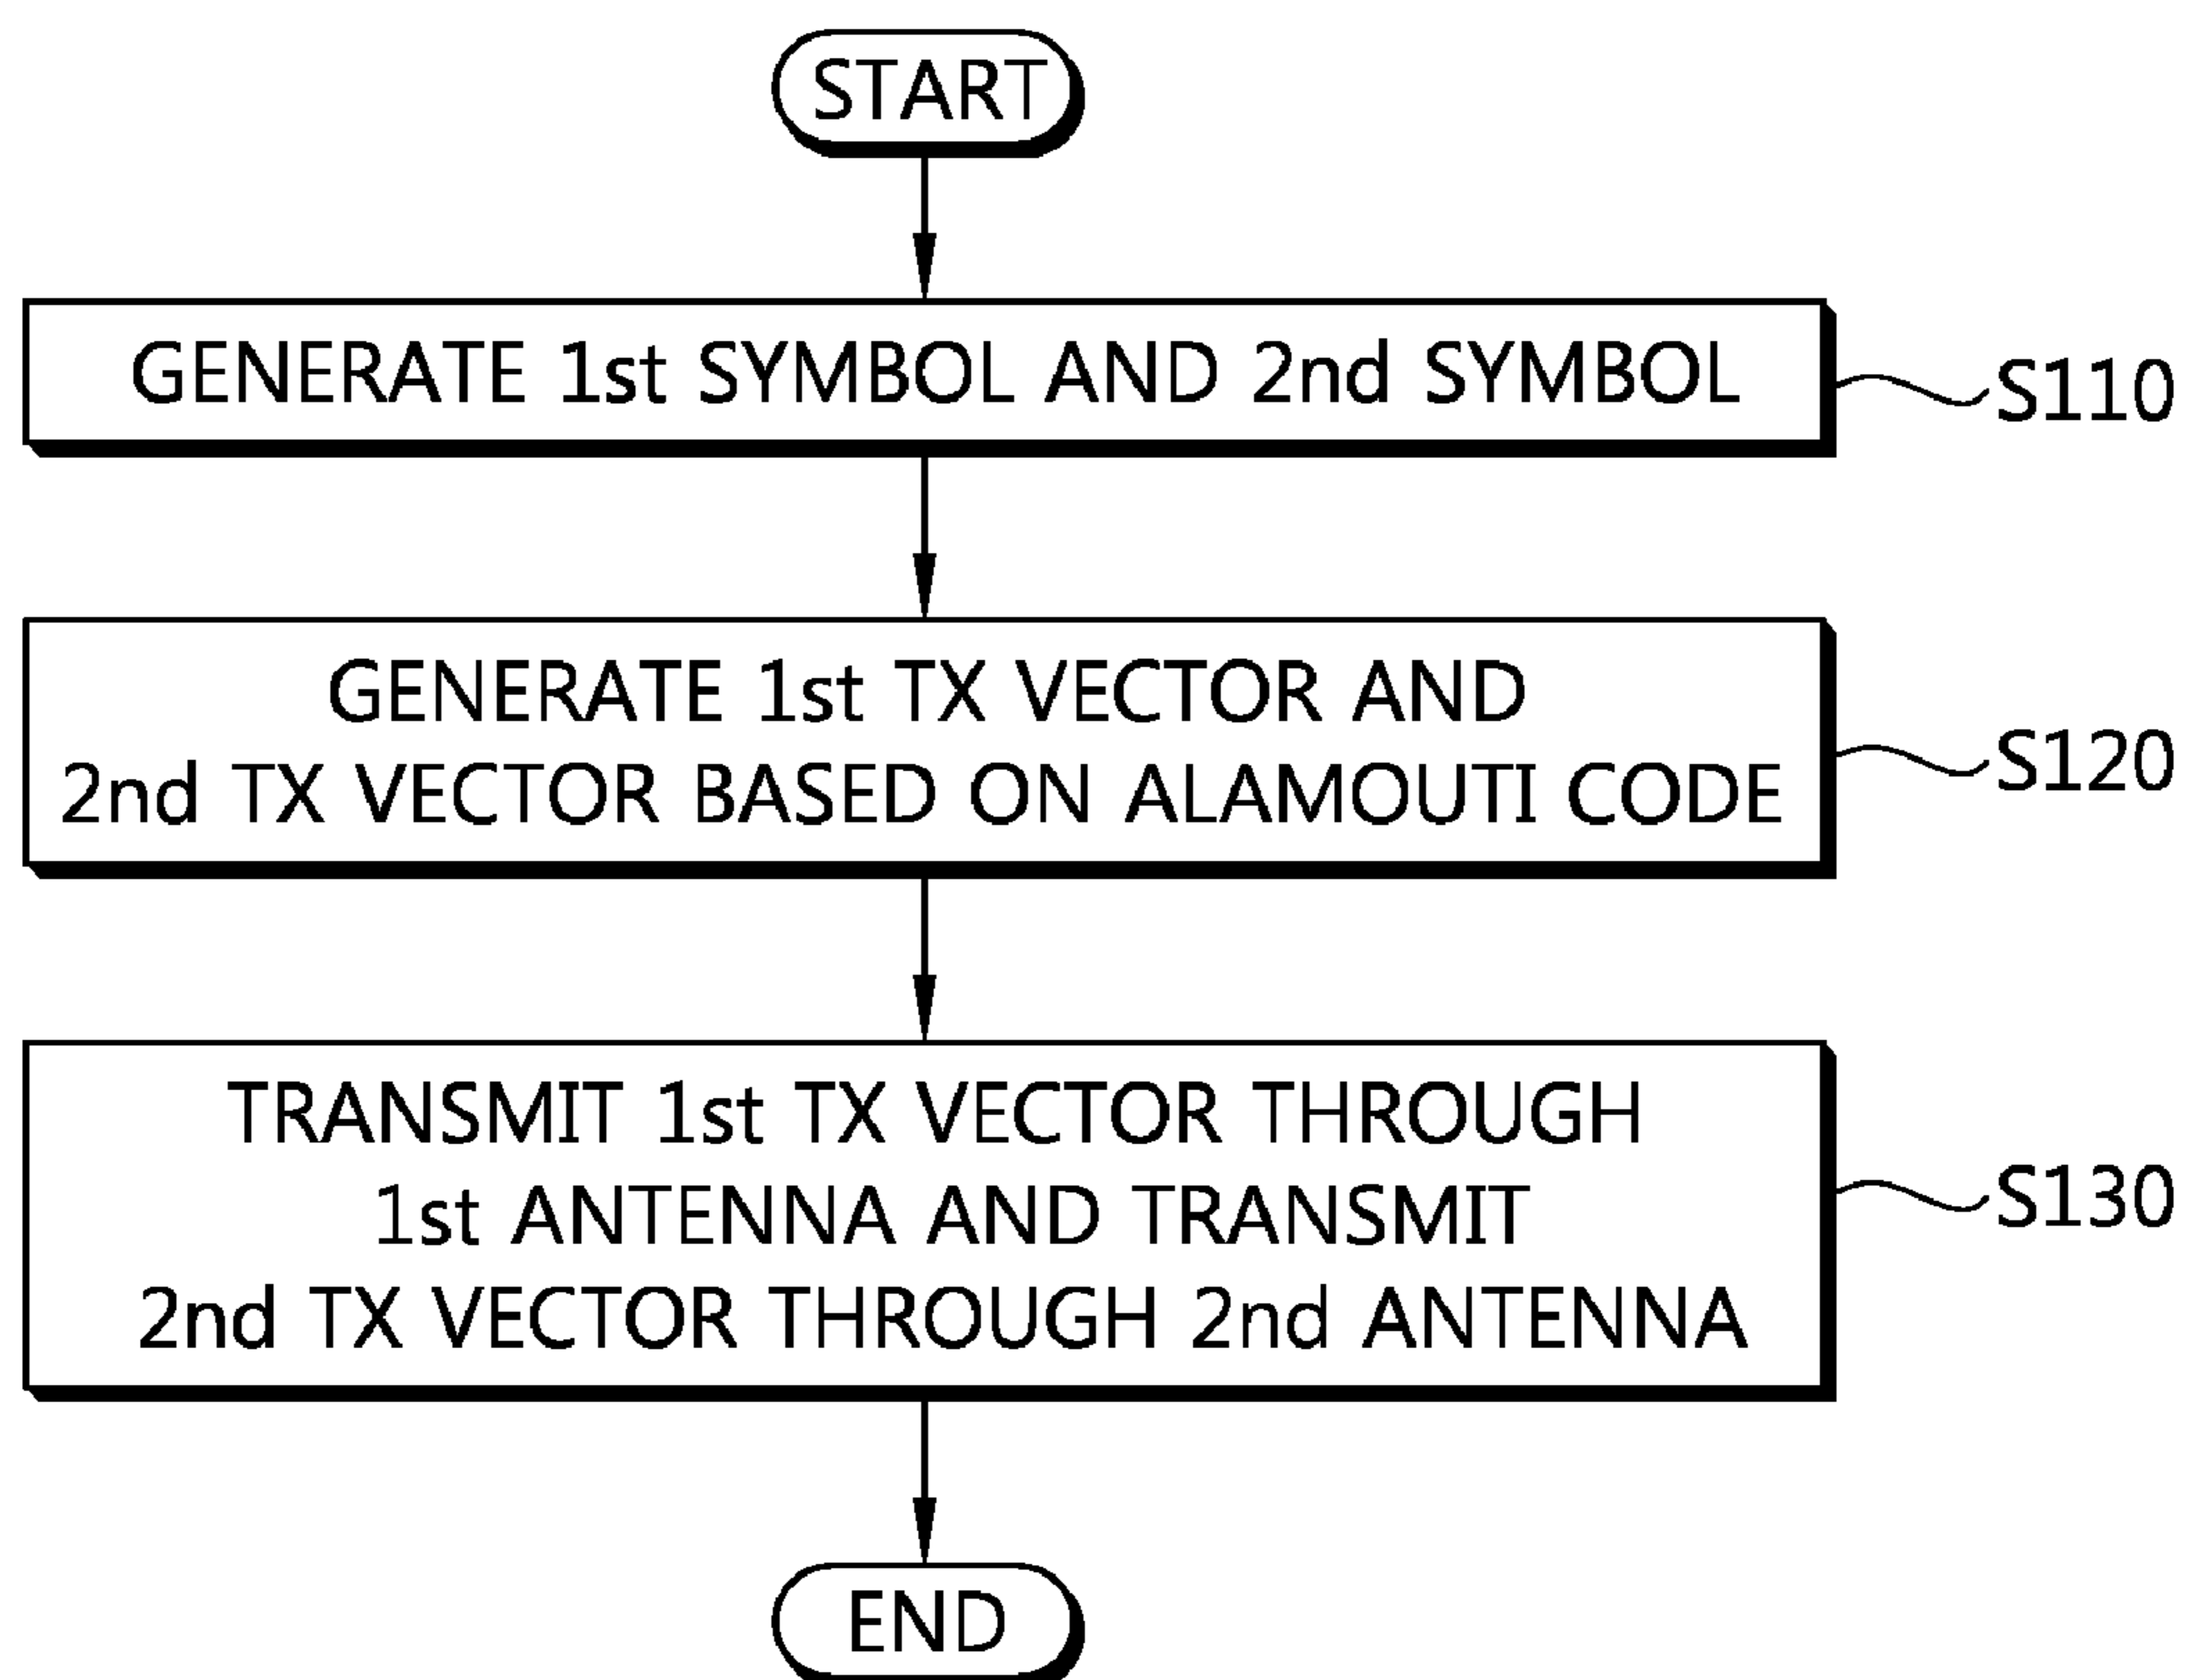 START
GENERATE 1st SYMBOL AND 2nd SYMBOL
S110
GENERATE 1st TX VECTOR AND
2nd TX VECTOR BASED ON ALAMOUTI CODE
S120
TRANSMIT 1st TX VECTOR THROUGH
1st ANTENNA AND TRANSMIT
2nd TX VECTOR THROUGH 2nd ANTENNA
S130
END